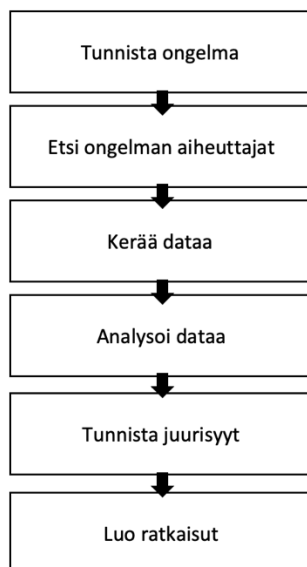 Tunnista ongelma
Etsi ongelman aiheuttajat
Kerää dataa
Analysoi dataa
Tunnista juurisyyt
Luo ratkaisut